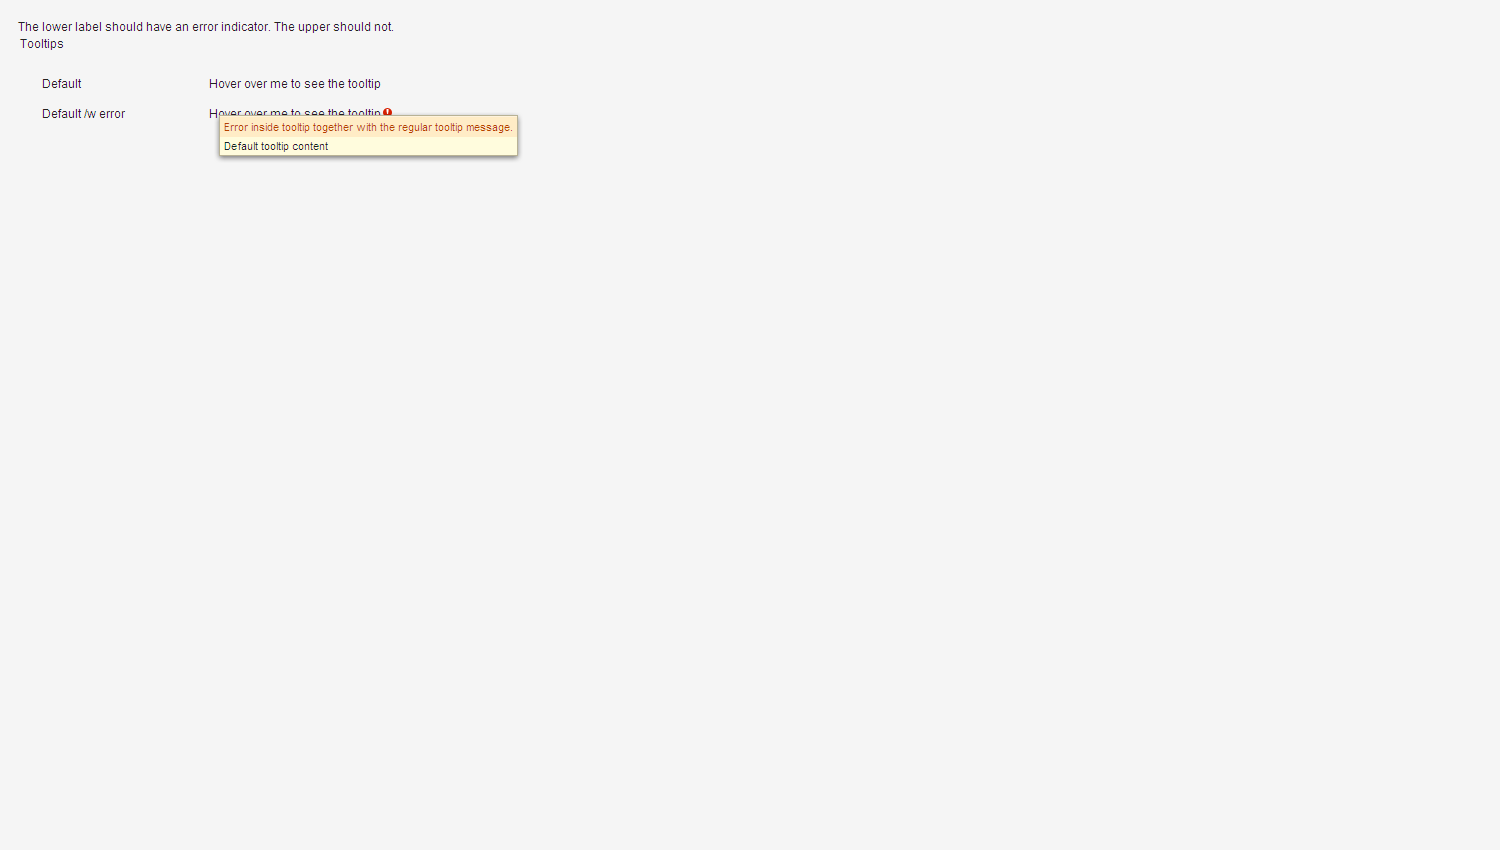 The lower label should have an error indicator. The upper should not.
Tooltips
Default Hover over me to see the tooltip
Default /w error Hover over me to see the tooltip
Error inside tooltip together with the regular tooltip message.
Default tooltip content